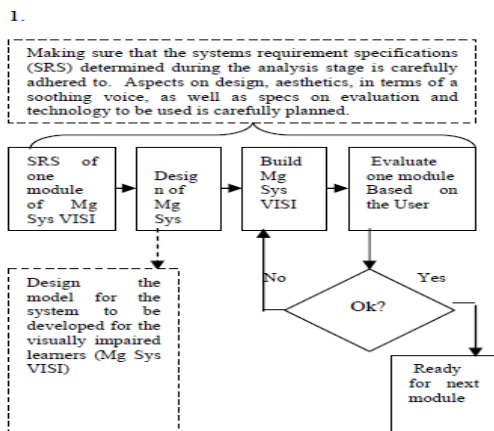 1.
Making sure that the systems requirement specifications
(SRS) determined during the analysis stage is carefully
adhered to. Aspects on design, aesthetics, in terms of a
soothing voice, as well as specs on evaluation and
technology to be used is carefully planned.
SRS of
one
module
of Mg
Sys VISI
Desig
n of
Mg
Sys
Build
Mg
Sys
VISI
Evaluate
one module
Based on
the User
Design the
model for the
system to be
developed for the
visually impaired
learners (Mg Sys
VISI)
No
Yes
Ok?
Ready
for next
module